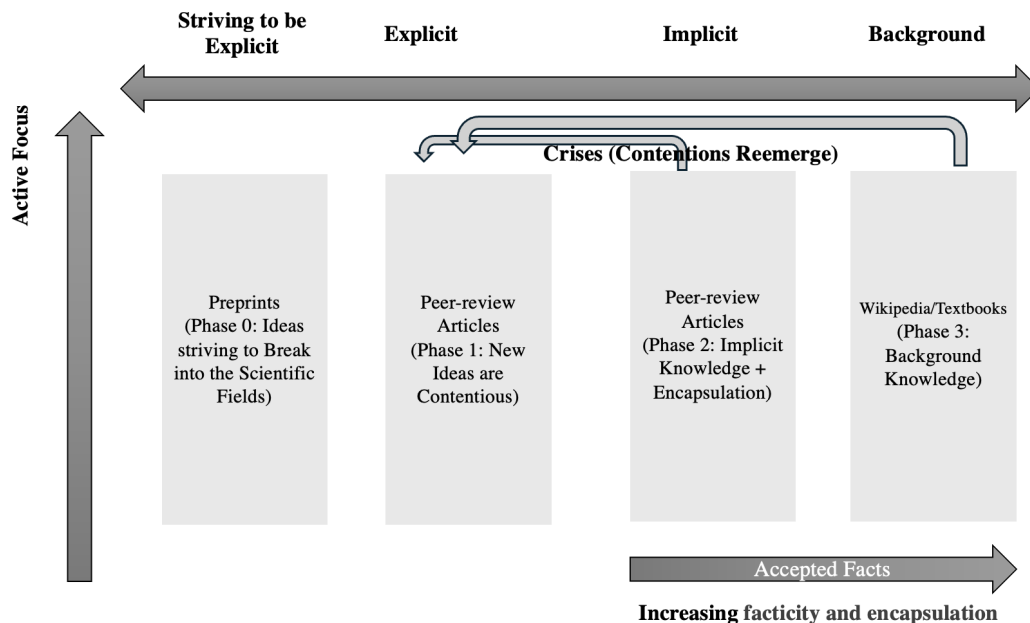 Striving to be
Explicit
Explicit
Implicit
Background
Active Focus
Crises (Contentions Reemerge)
Preprints
(Phase 0: Ideas
striving to Break
into the Scientific
Fields)
Peer-review
Articles
(Phase 1: New
Ideas are
Contentious)
Peer-review
Articles
(Phase 2: Implicit
Knowledge +
Encapsulation)
Wikipedia/Textbooks
(Phase 3:
Background
Knowledge)
Accepted Facts
Increasing facticity and encapsulation